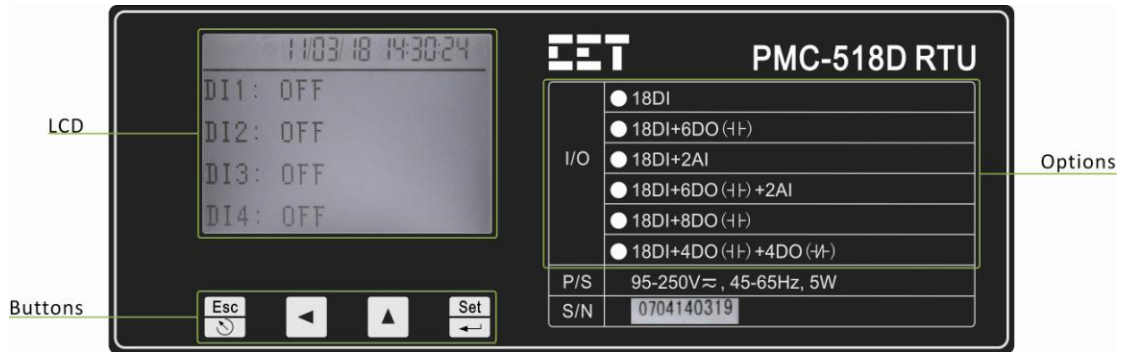 11/03/18 14:30:24
DI1: OFF
DI2: OFF
DI3: OFF
DI4: OFF
LCD
Buttons
Esc
Set
CET
PMC-518D RTU
I/O
18DI
18DI+6DO(⊣⊢)
18DI+2AI
18DI+6DO(⊣⊢)+2AI
18DI+8DO(⊣⊢)
18DI+4DO(⊣⊢)+4DO(⊣/⊢)
P/S
95-250V≂, 45-65Hz, 5W
S/N
0704140319
Options